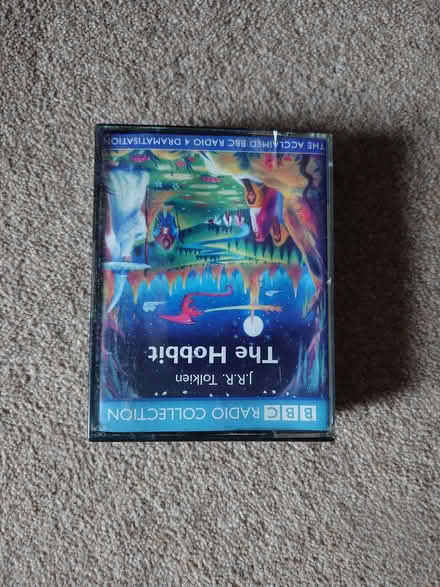 BBC RADIO COLLECTION
J.R.R. Tolkien
The Hobbit
THE ACCLAIMED BBC RADIO 4 DRAMATISATION